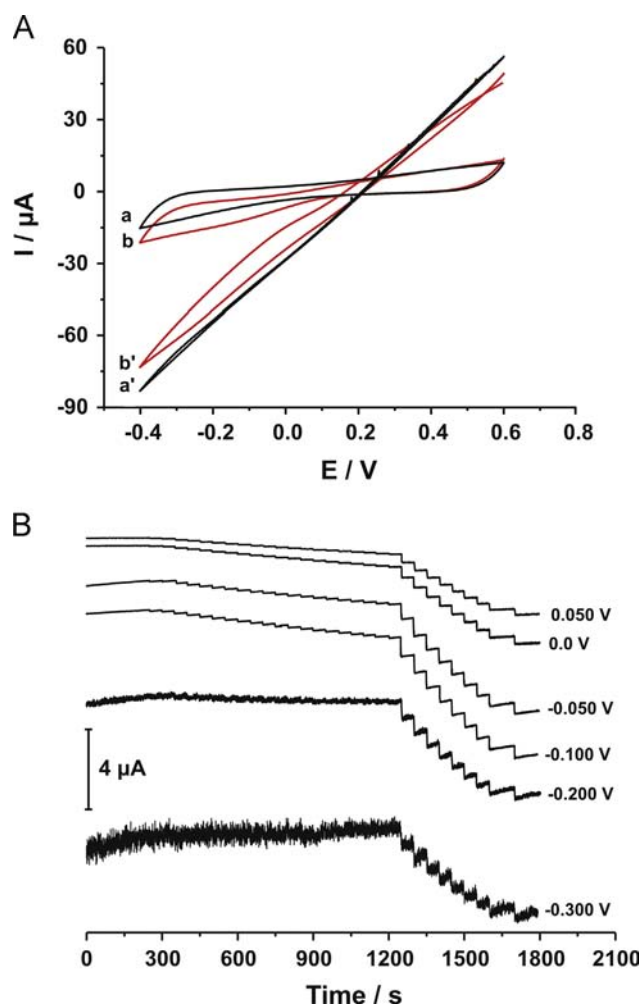 A
60
30
0
-30
-60
-90
I / µA
a
b
b'
a'
-0.4 -0.2 0.0 0.2 0.4 0.6 0.8
E / V
B
0.050 V
0.0 V
-0.050 V
-0.100 V
4 µA
-0.200 V
-0.300 V
0 300 600 900 1200 1500 1800 2100
Time / s